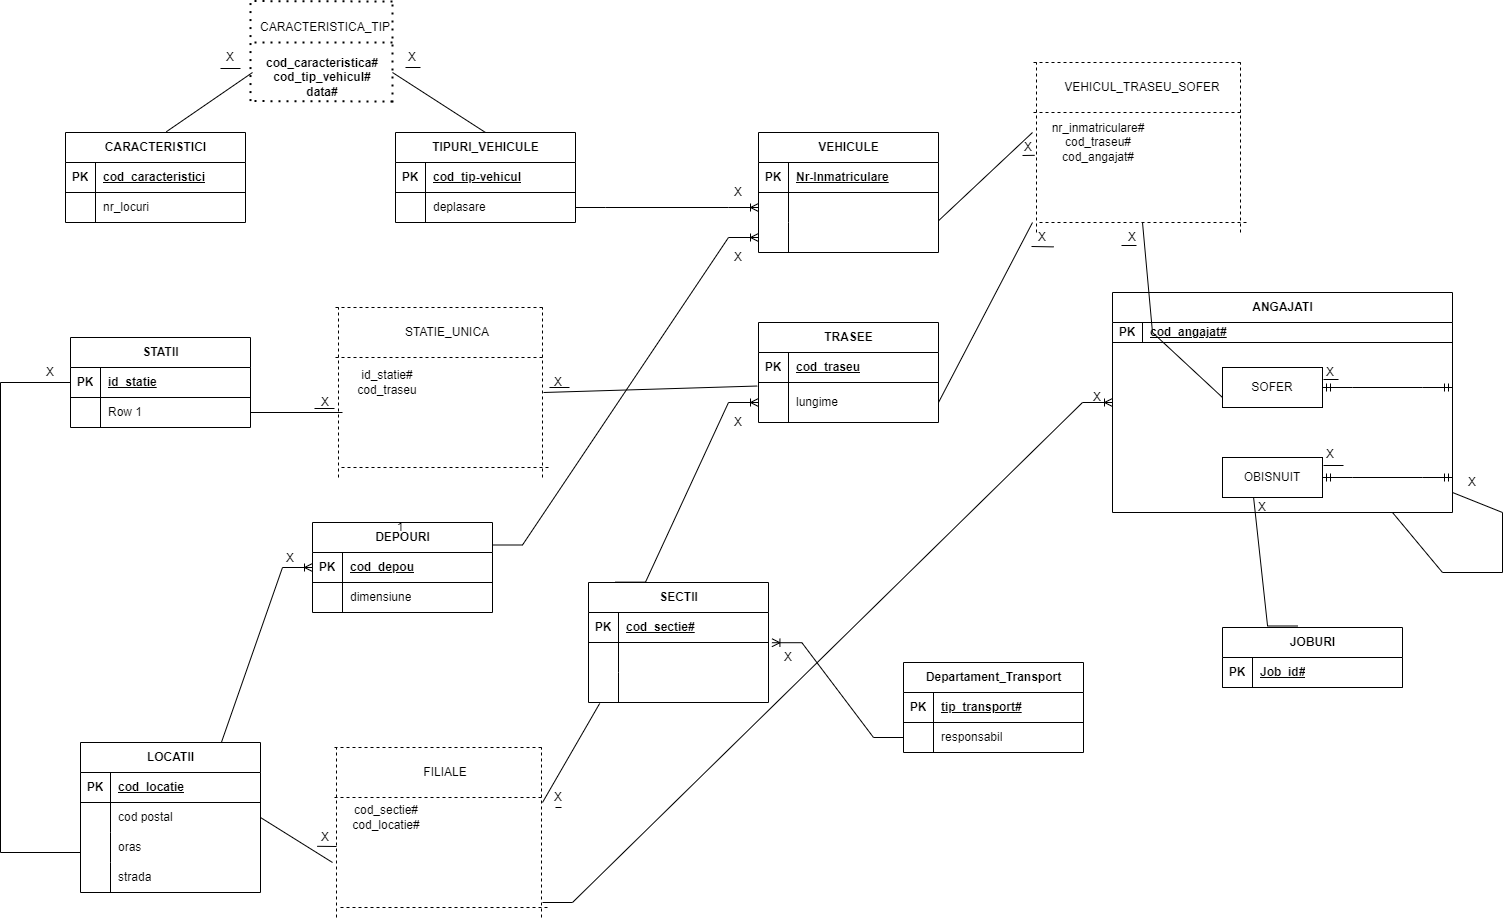 CARACTERISTICA_TIP
X
X
cod_caracteristica#
cod_tip_vehicul#
data#
CARACTERISTICI
PK cod_caracteristici
nr_locuri
TIPURI_VEHICULE
PK cod_tip-vehicul
deplasare
X
X
VEHICULE
PK Nr-Inmatriculare
VEHICUL_TRASEU_SOFER
nr_inmatriculare#
cod_traseu#
cod_angajat#
X
X
X
STATII
PK id_statie
Row 1
X
X
STATIE_UNICA
id_statie#
cod_traseu
X
TRASEE
PK cod_traseu
lungime
X
ANGAJATI
PK cod_angajat#
SOFER
X
X
OBISNUIT
X
X
X
1
DEPOURI
PK cod_depou
dimensiune
X
SECTII
PK cod_sectie#
X
JOBURI
PK Job_id#
Departament_Transport
PK tip_transport#
responsabil
LOCATII
PK cod_locatie
cod postal
oras
strada
X
FILIALE
cod_sectie#
cod_locatie#
X